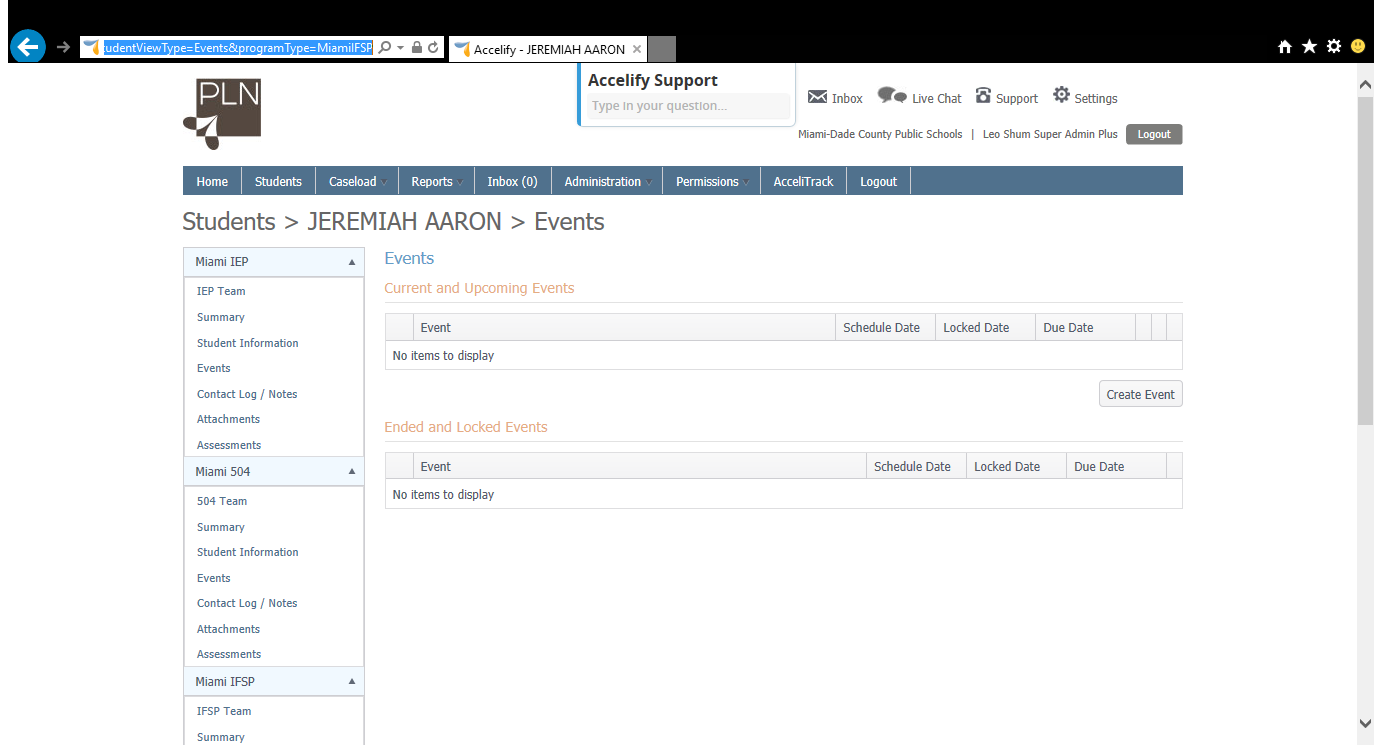 tudentViewType=Events&programType=MiamiIFSP
Accelify - JEREMIAH AARON
PLN
Accelify Support
Type in your question...
Inbox Live Chat Support Settings
Miami-Dade County Public Schools | Leo Shum Super Admin Plus Logout
Home Students Caseload Reports Inbox (0) Administration Permissions AcceliTrack Logout
Students > JEREMIAH AARON > Events
Miami IEP
IEP Team
Summary
Student Information
Events
Contact Log / Notes
Attachments
Assessments
Miami 504
504 Team
Summary
Student Information
Events
Contact Log / Notes
Attachments
Assessments
Miami IFSP
IFSP Team
Summary
Events
Current and Upcoming Events
Event Schedule Date Locked Date Due Date
No items to display
Create Event
Ended and Locked Events
Event Schedule Date Locked Date Due Date
No items to display